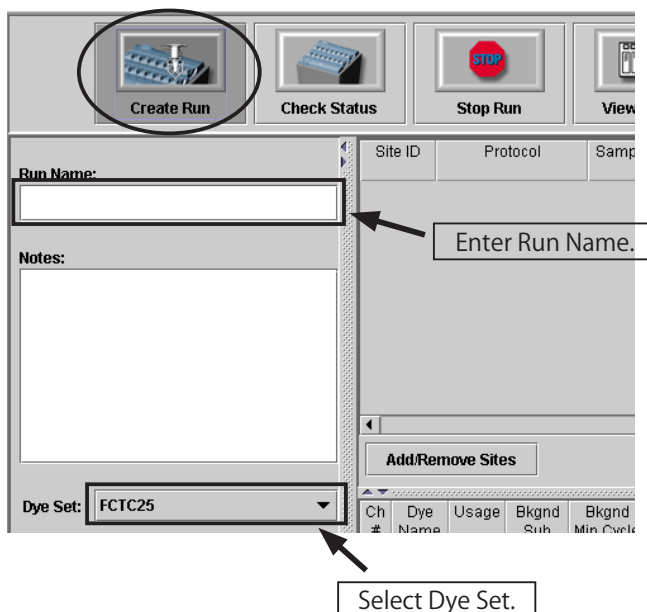 Create Run
Check Status
STOP
Stop Run
View
Site ID Protocol Samp
Run Name:
Enter Run Name.
Notes:
Add/Remove Sites
Dye Set: FCTC25
Ch Dye Usage Bkgnd Bkgnd
# Name Sub Min Cycle
Select Dye Set.